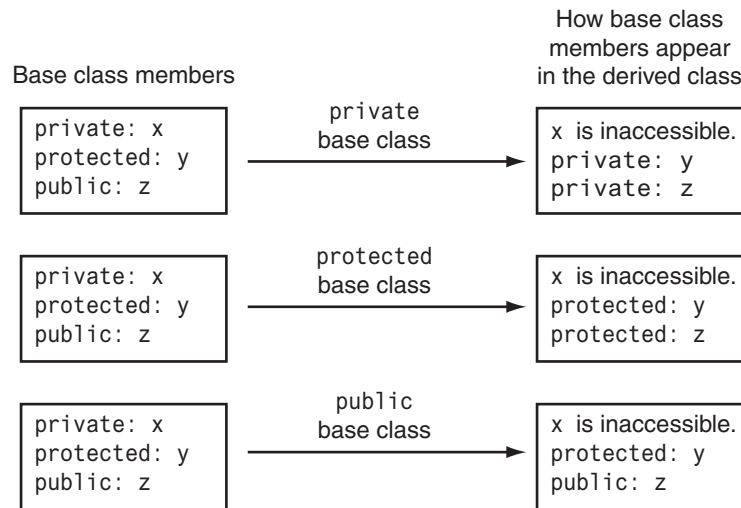 Base class members
How base class
members appear
in the derived class
private: x
protected: y
public: z
private
base class
x is inaccessible.
private: y
private: z
private: x
protected: y
public: z
protected
base class
x is inaccessible.
protected: y
protected: z
private: x
protected: y
public: z
public
base class
x is inaccessible.
protected: y
public: z